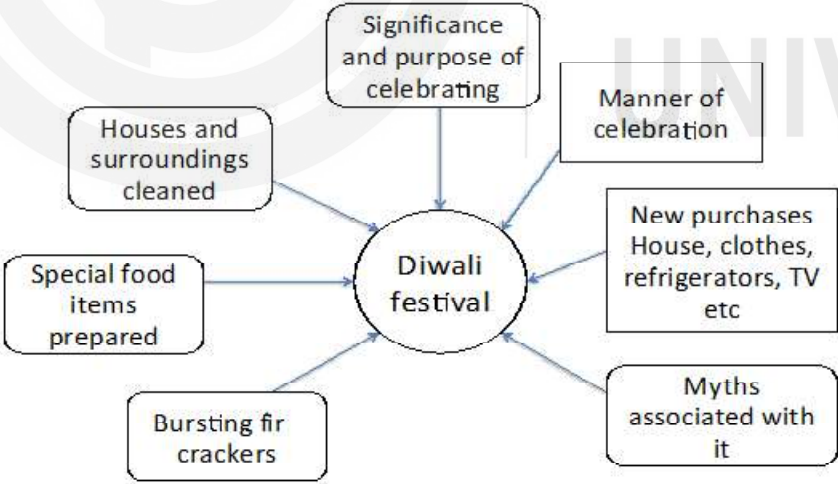 Significance
and purpose of
celebrating
UNIV
Manner of
celebration
Houses and
surroundings
cleaned
New purchases
House, clothes,
refrigerators, TV
etc
Diwali
festival
Special food
items
prepared
Myths
associated with
it
Bursting fir
crackers